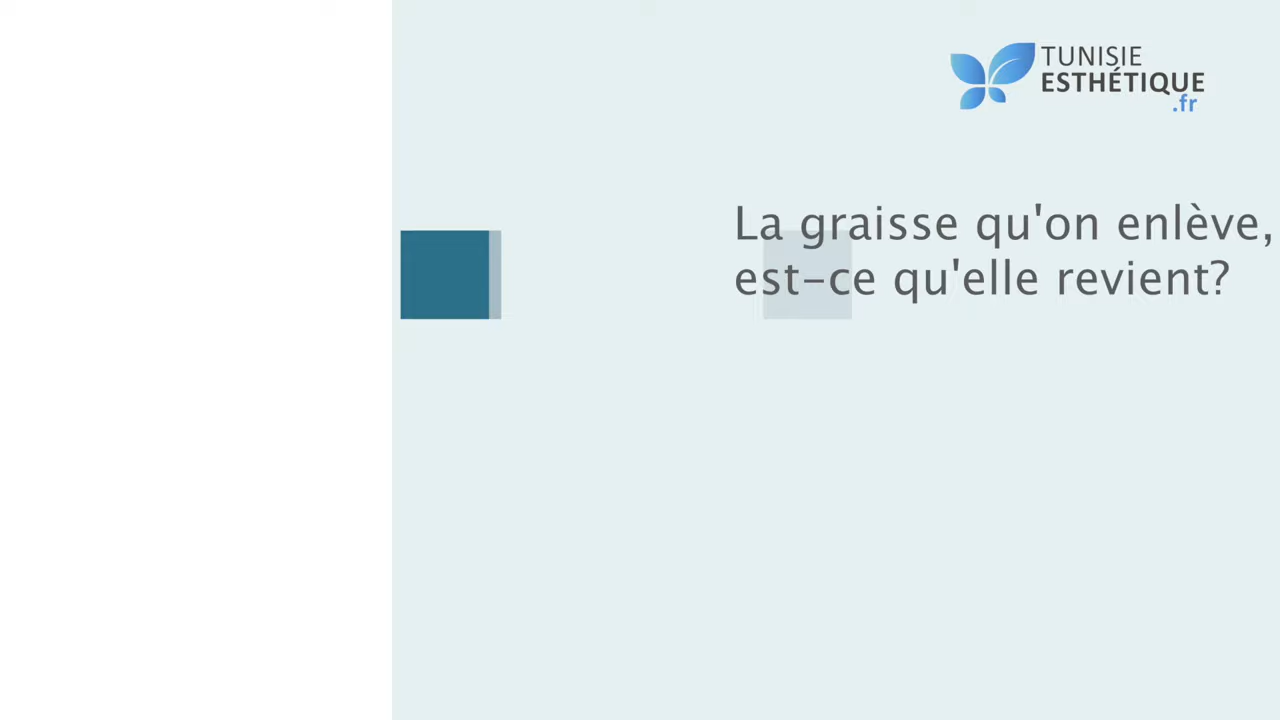 TUNISIE
ESTHÉTIQUE
.fr
La graisse qu'on enlève,
est-ce qu'elle revient?